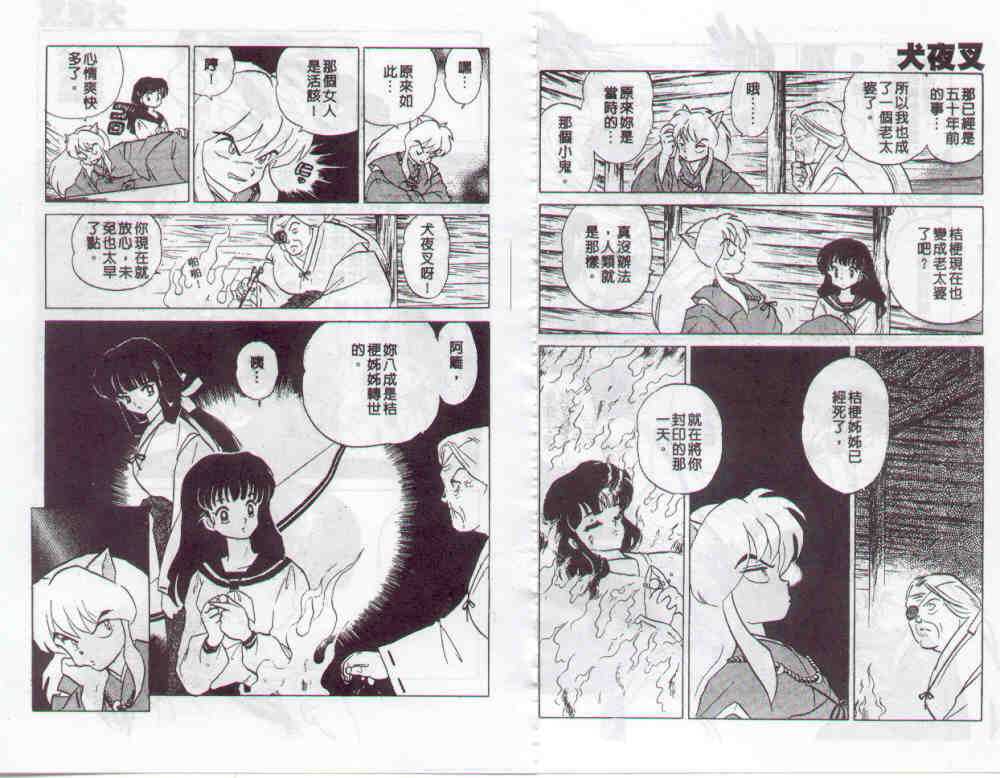 犬夜叉
那已經是
五十年前
的事…
所以我也成
了一個老太
婆了。
哦……
原來妳是
當時的…
那個小鬼。
桔梗現在也
變成老太婆
了吧？
真沒辦法
，人類就
是那樣。
桔梗姊姊已
經死了，
就在將你
封印的那
一天。
嘿…
原來如
此…
那個女人
是活該！
哼！
心情爽快
多了。
犬夜叉呀！
啪
啪！
你現在就
放心，未
免也太早
了點。
阿籬，
妳八成是桔
梗姊姊轉世
的。
咦…